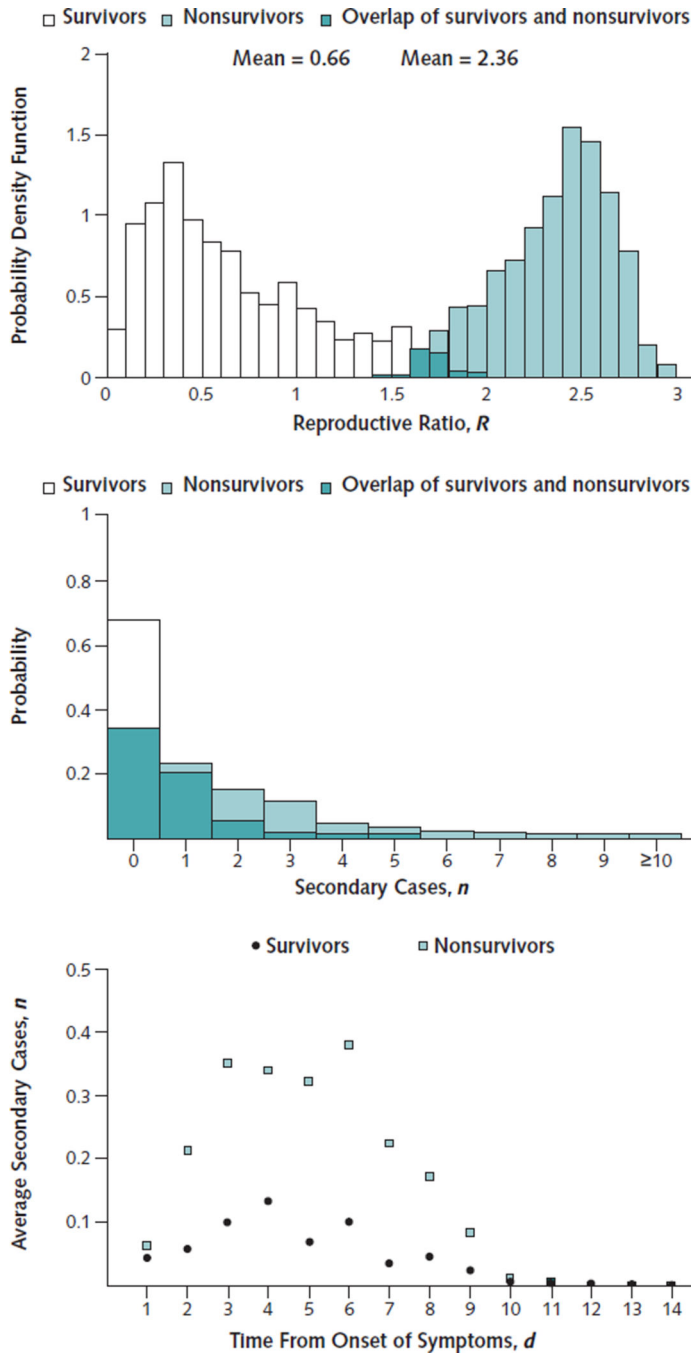 Survivors Nonsurvivors Overlap of survivors and nonsurvivors
Mean = 0.66 Mean = 2.36
Probability Density Function
2
1.5
1
0.5
0
0 0.5 1 1.5 2 2.5 3
Reproductive Ratio, R
Survivors Nonsurvivors Overlap of survivors and nonsurvivors
Probability
1
0.8
0.6
0.4
0.2
0 1 2 3 4 5 6 7 8 9 ≥10
Secondary Cases, n
Survivors Nonsurvivors
Average Secondary Cases, n
0.5
0.4
0.3
0.2
0.1
1 2 3 4 5 6 7 8 9 10 11 12 13 14
Time From Onset of Symptoms, d